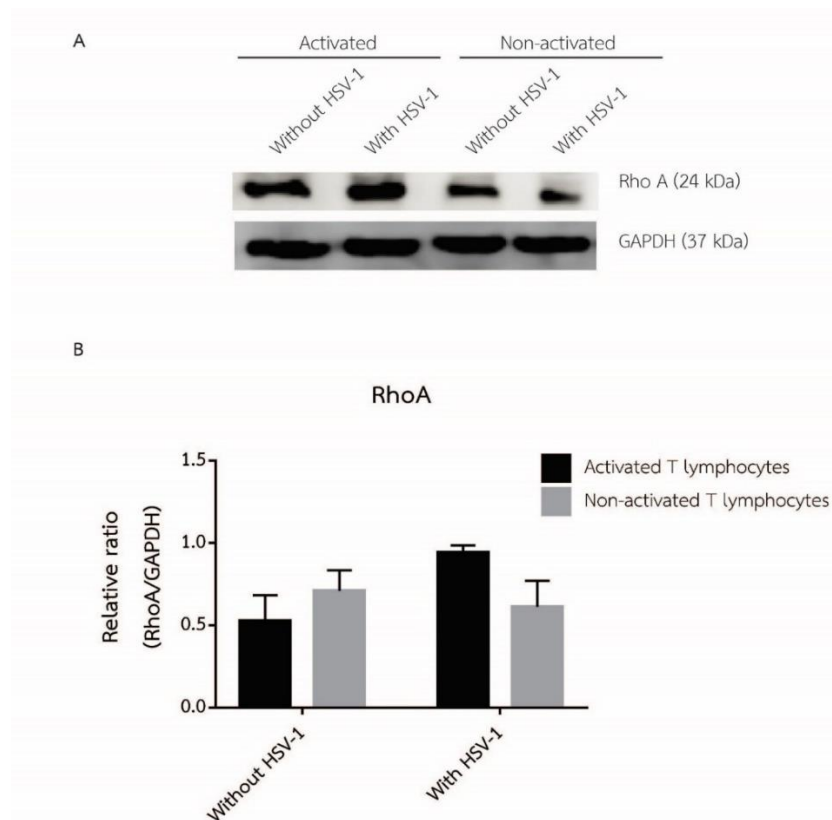 A
Activated
Non-activated
Without HSV-1
With HSV-1
Without HSV-1
With HSV-1
Rho A (24 kDa)
GAPDH (37 kDa)
B
RhoA
1.5
1.0
0.5
0.0
Relative ratio
(RhoA/GAPDH)
Activated T lymphocytes
Non-activated T lymphocytes
Without HSV-1
With HSV-1